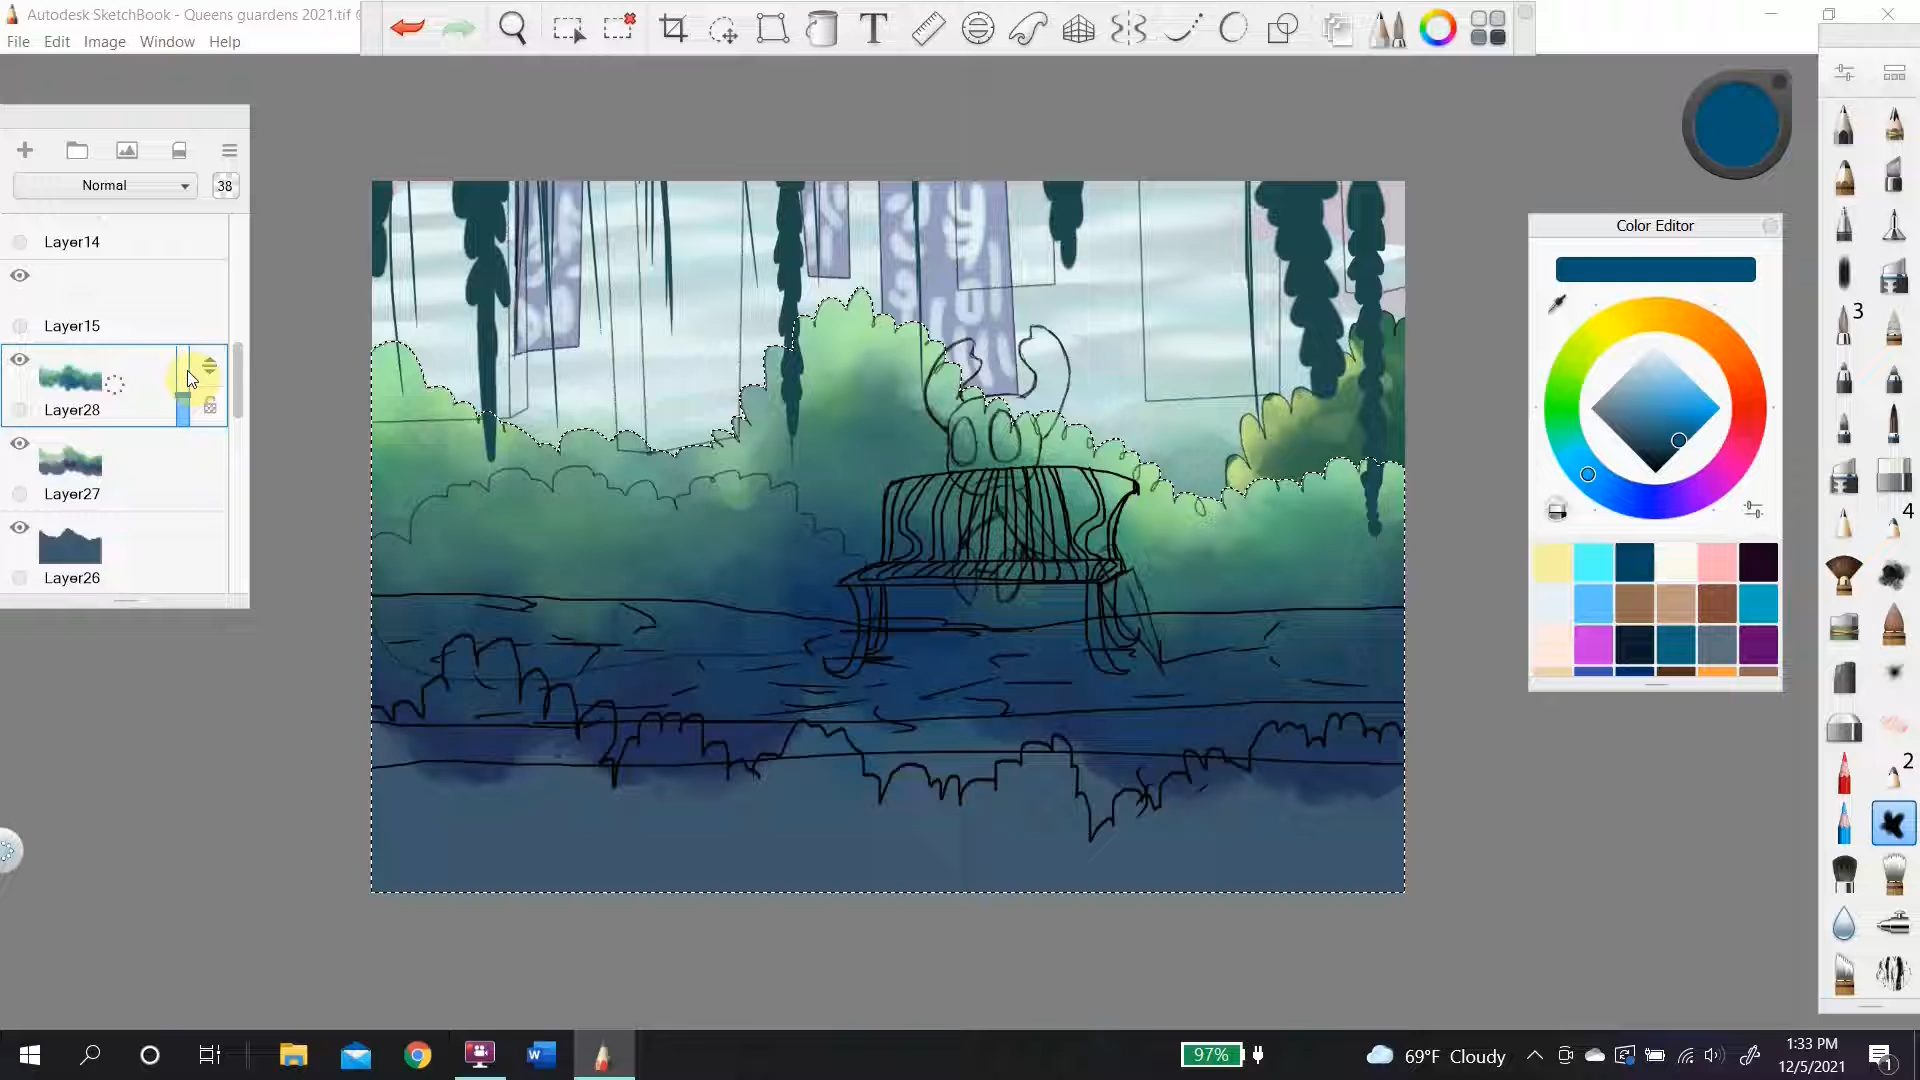 Autodesk SketchBook - Queens guardens 2021.tif
File Edit Image Window Help
T
Normal 38
Layer14
Layer15
Layer28
Layer27
Layer26
Color Editor
3
4
2
97%
69°F Cloudy
1:33 PM
12/5/2021
1